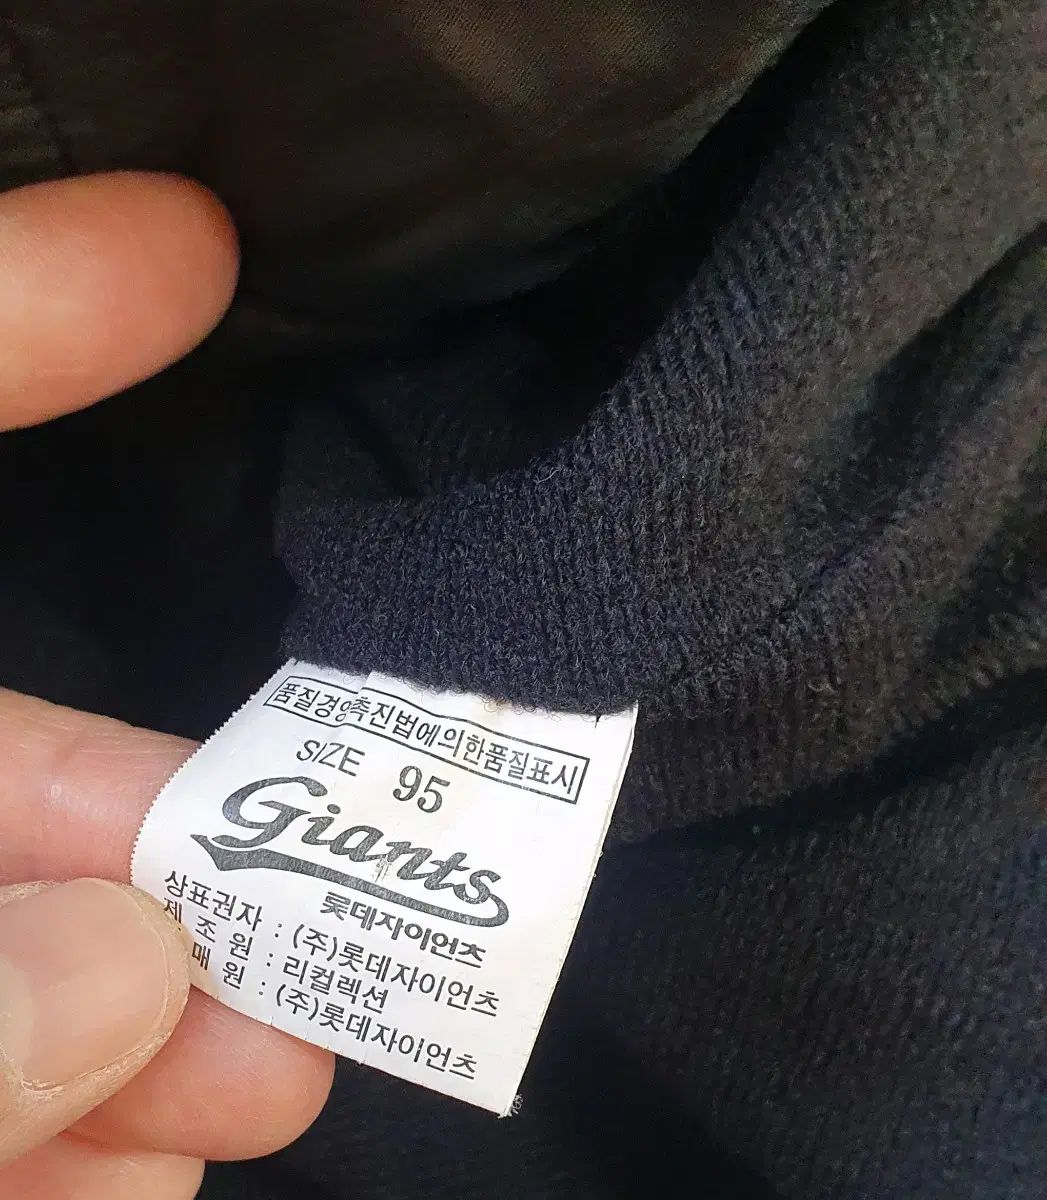 품질경영촉진법에의한품질표시
SIZE 95
Giants
롯데자이언츠
상표권자 : (주)롯데자이언츠
제 조 원 : 리컬렉션
매 원 : (주)롯데자이언츠